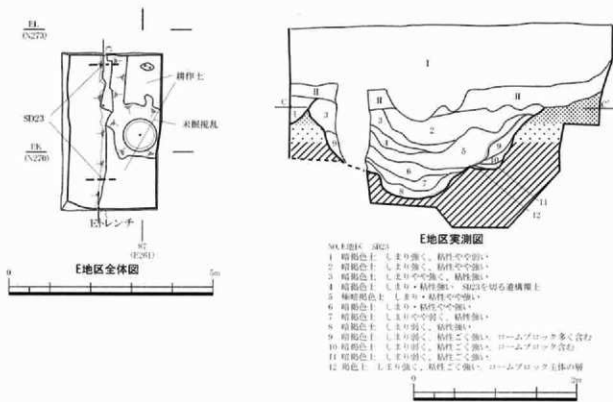 EL
(N273)
耕作土
SD23
未掘撹乱
EK
(N270)
Eトレンチ
87
(E261)
E地区全体図
0 5m
I
II
II
II
C
C'
1
3
3
2
4
5
9
9
10
6
7
8
11
12
E地区実測図
NO.E地区 SD23
1 暗褐色土 しまり強く、粘性やや弱い
2 暗褐色土 しまり強く、粘性やや強い
3 暗褐色土 しまりやや強く、粘性強い
4 暗褐色土 しまり・粘性強い SD23を切る遺構覆土
5 極暗褐色土 しまり・粘性やや強い
6 暗褐色土 しまり・粘性やや強い
7 暗褐色土 しまりやや弱く、粘性強い
8 暗褐色土 しまり弱く、粘性強い
9 暗褐色土 しまり弱く、粘性ごく強い、ロームブロック多く含む
10 暗褐色土 しまり弱く、粘性ごく強い、ロームブロック含む
11 暗褐色土 しまり弱く、粘性ごく強い
12 褐色土 しまり強く、粘性ごく強い、ロームブロック主体の層
0 2m